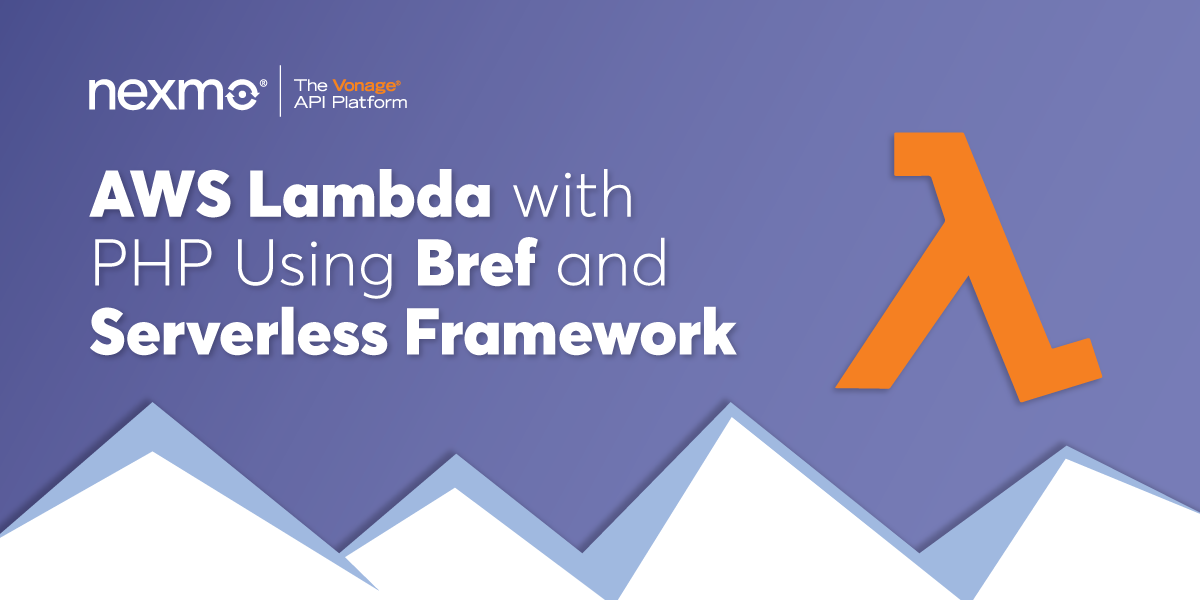 nexmo®
The Vonage®
API Platform
AWS Lambda with
PHP Using Bref and
Serverless Framework
λ